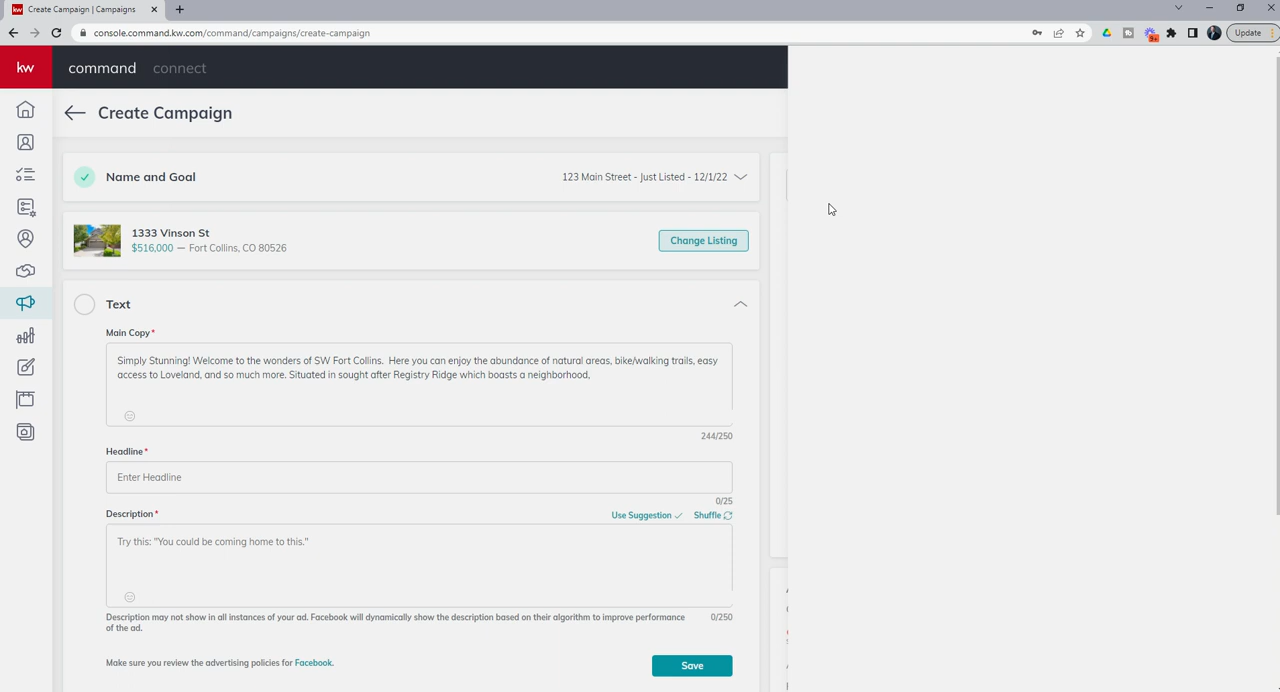 Create Campaign | Campaigns
console.command.kw.com/command/campaigns/create-campaign
9+
Update
kw
command connect
Create Campaign
Name and Goal
123 Main Street - Just Listed - 12/1/22
1333 Vinson St
$516,000 — Fort Collins, CO 80526
Change Listing
Text
Main Copy*
Simply Stunning! Welcome to the wonders of SW Fort Collins. Here you can enjoy the abundance of natural areas, bike/walking trails, easy
access to Loveland, and so much more. Situated in sought after Registry Ridge which boasts a neighborhood,
244/250
Headline*
Enter Headline
0/25
Description*
Use Suggestion Shuffle
Try this: "You could be coming home to this."
Description may not show in all instances of your ad. Facebook will dynamically show the description based on their algorithm to improve performance
of the ad.
0/250
Make sure you review the advertising policies for Facebook.
Save